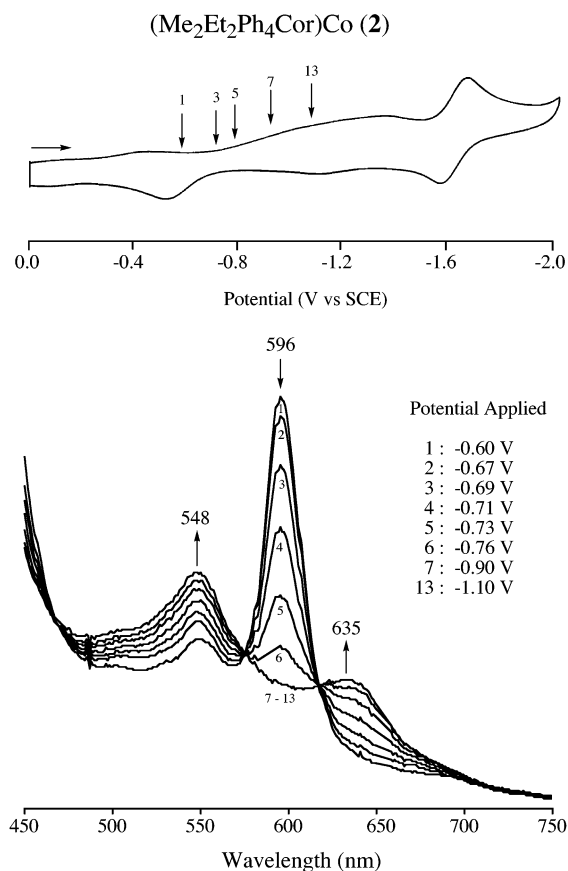 (Me₂Et₂Ph₄Cor)Co (2)
1 3 5 7 13
0.0 -0.4 -0.8 -1.2 -1.6 -2.0
Potential (V vs SCE)
596
548
635
1
2
3
4
5
6
7 - 13
Potential Applied
1 : -0.60 V
2 : -0.67 V
3 : -0.69 V
4 : -0.71 V
5 : -0.73 V
6 : -0.76 V
7 : -0.90 V
13 : -1.10 V
450 500 550 600 650 700 750
Wavelength (nm)